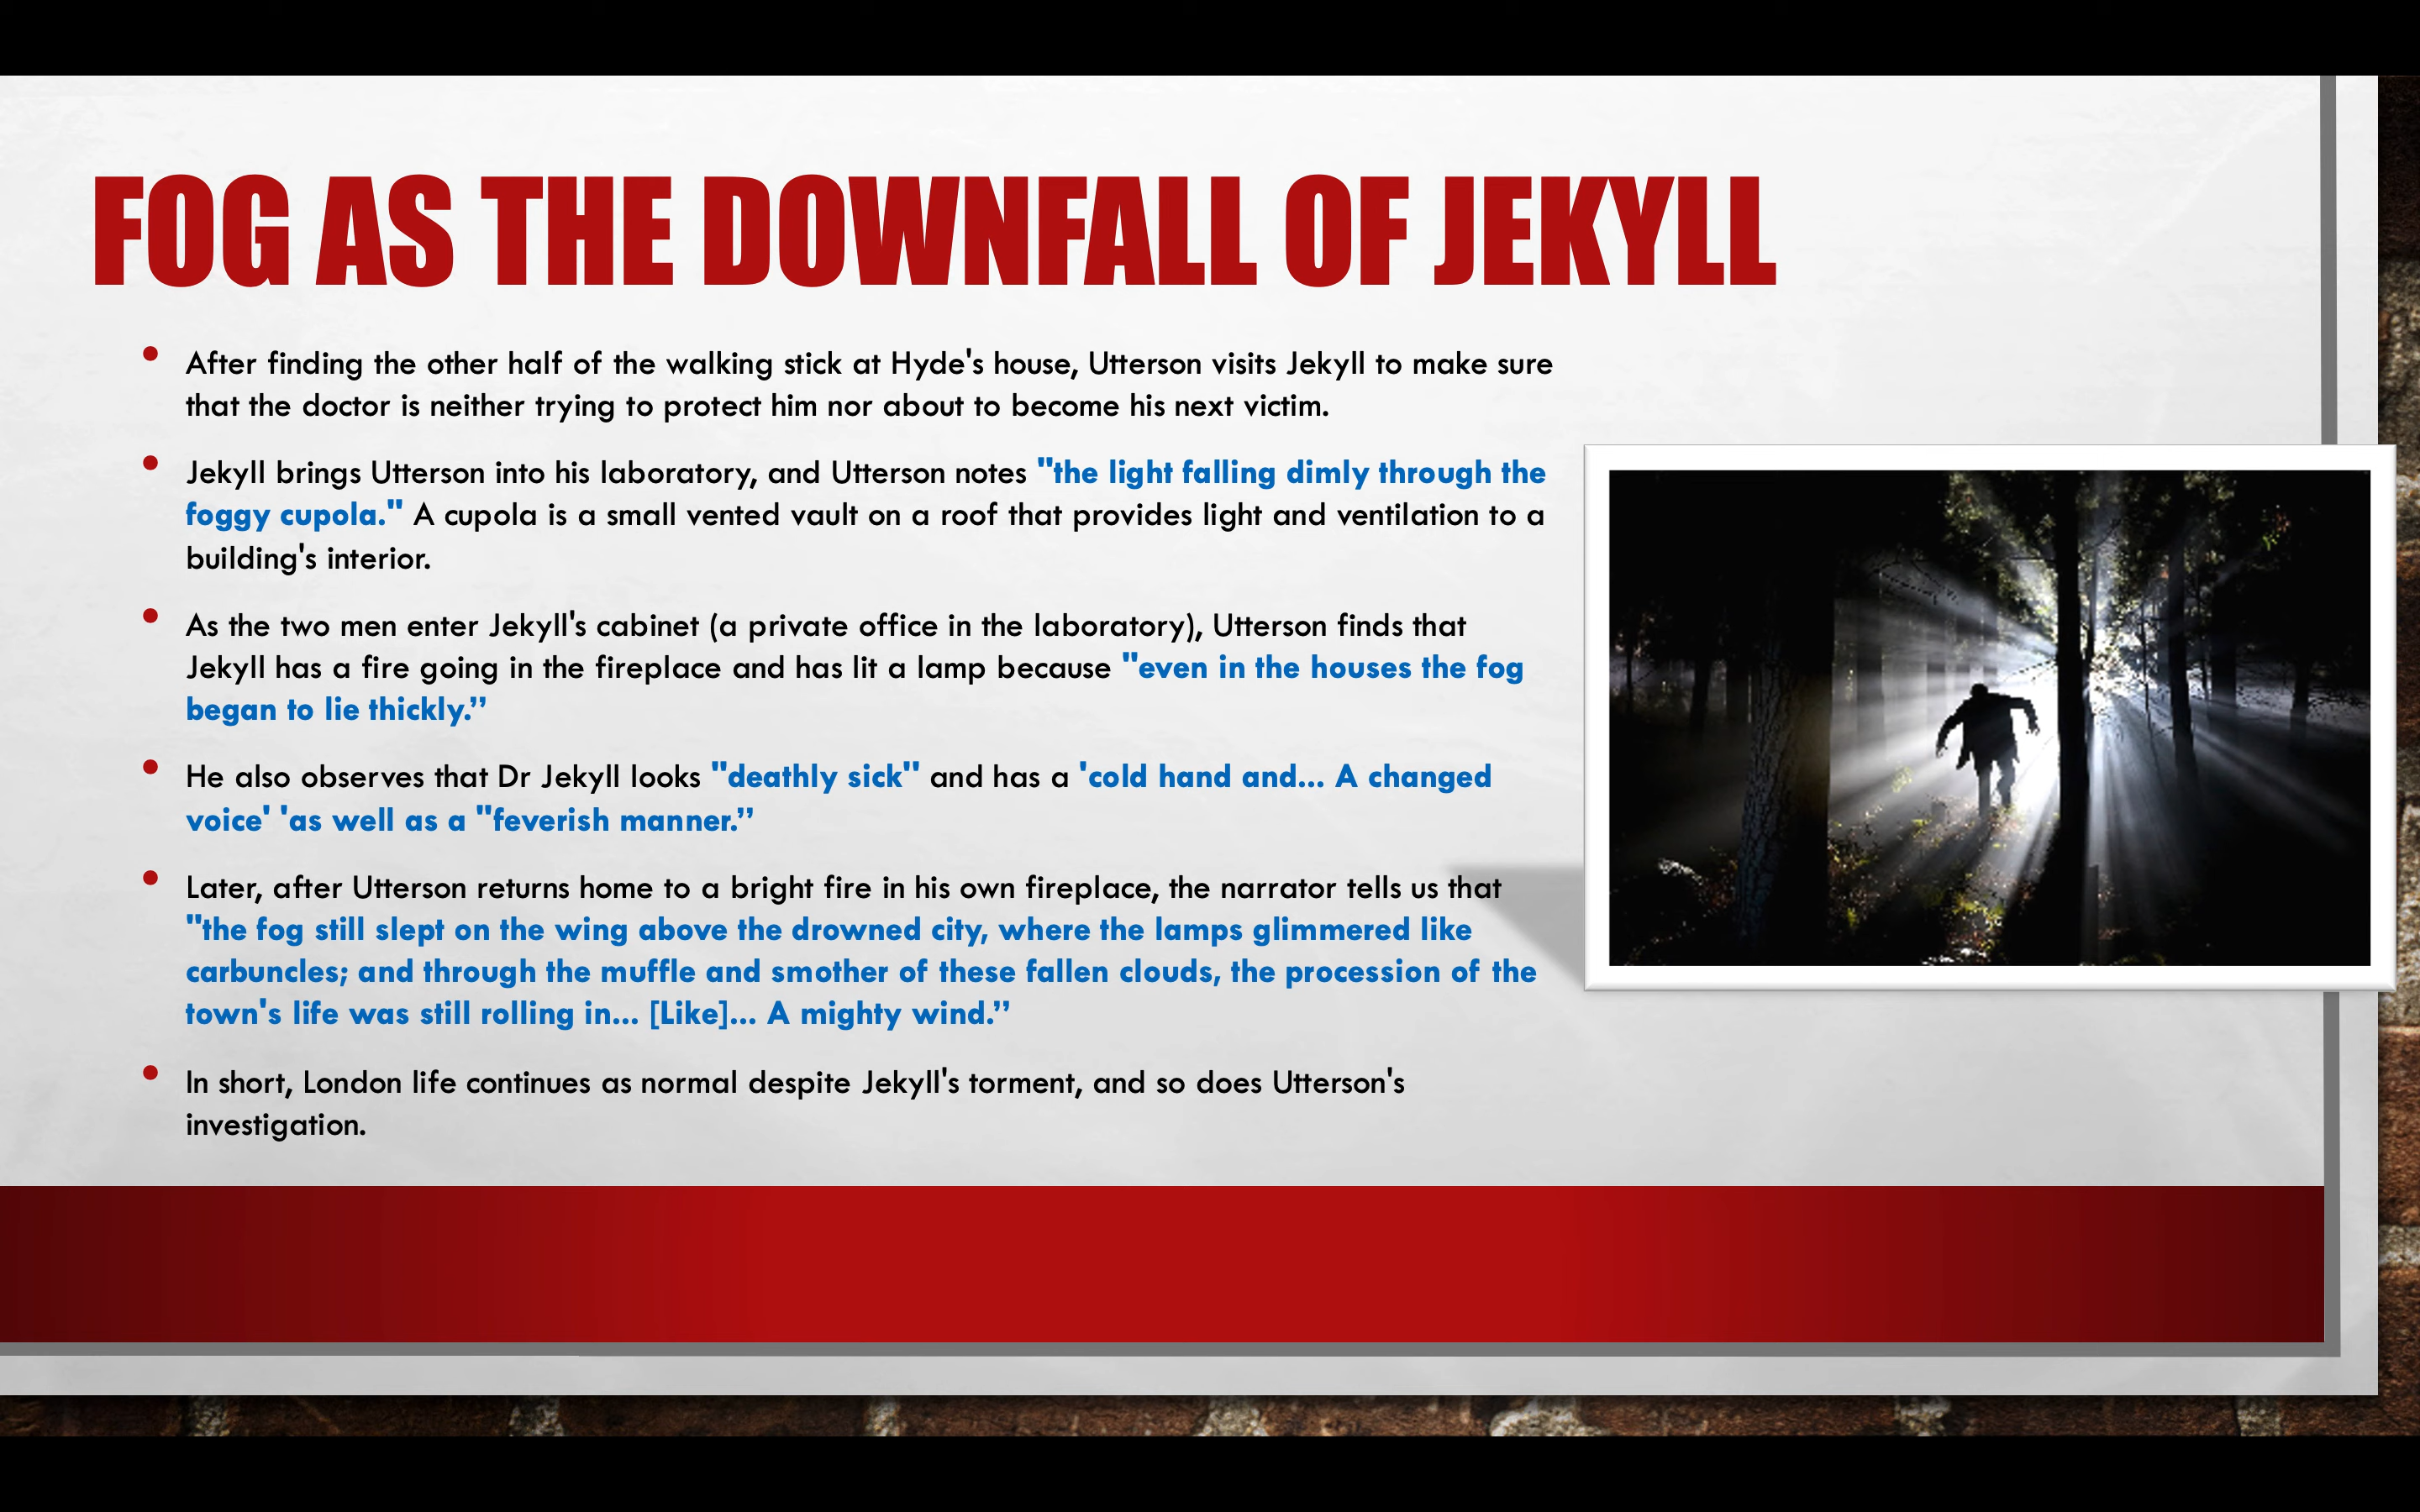 FOG AS THE DOWNFALL OF JEKYLL
• After finding the other half of the walking stick at Hyde's house, Utterson visits Jekyll to make sure
that the doctor is neither trying to protect him nor about to become his next victim.
• Jekyll brings Utterson into his laboratory, and Utterson notes "the light falling dimly through the
foggy cupola." A cupola is a small vented vault on a roof that provides light and ventilation to a
building's interior.
• As the two men enter Jekyll's cabinet (a private office in the laboratory), Utterson finds that
Jekyll has a fire going in the fireplace and has lit a lamp because "even in the houses the fog
began to lie thickly.”
• He also observes that Dr Jekyll looks "deathly sick" and has a 'cold hand and... A changed
voice' 'as well as a "feverish manner.”
• Later, after Utterson returns home to a bright fire in his own fireplace, the narrator tells us that
"the fog still slept on the wing above the drowned city, where the lamps glimmered like
carbuncles; and through the muffle and smother of these fallen clouds, the procession of the
town's life was still rolling in... [Like]... A mighty wind.”
• In short, London life continues as normal despite Jekyll's torment, and so does Utterson's
investigation.